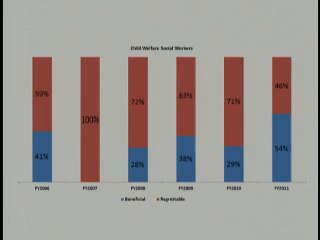 Child Welfare Social Workers
59% 100% 72% 63% 71% 46%
41% 28% 38% 29% 54%
FY2006 FY2007 FY2008 FY2009 FY2010 FY2011
Beneficial Regrettable